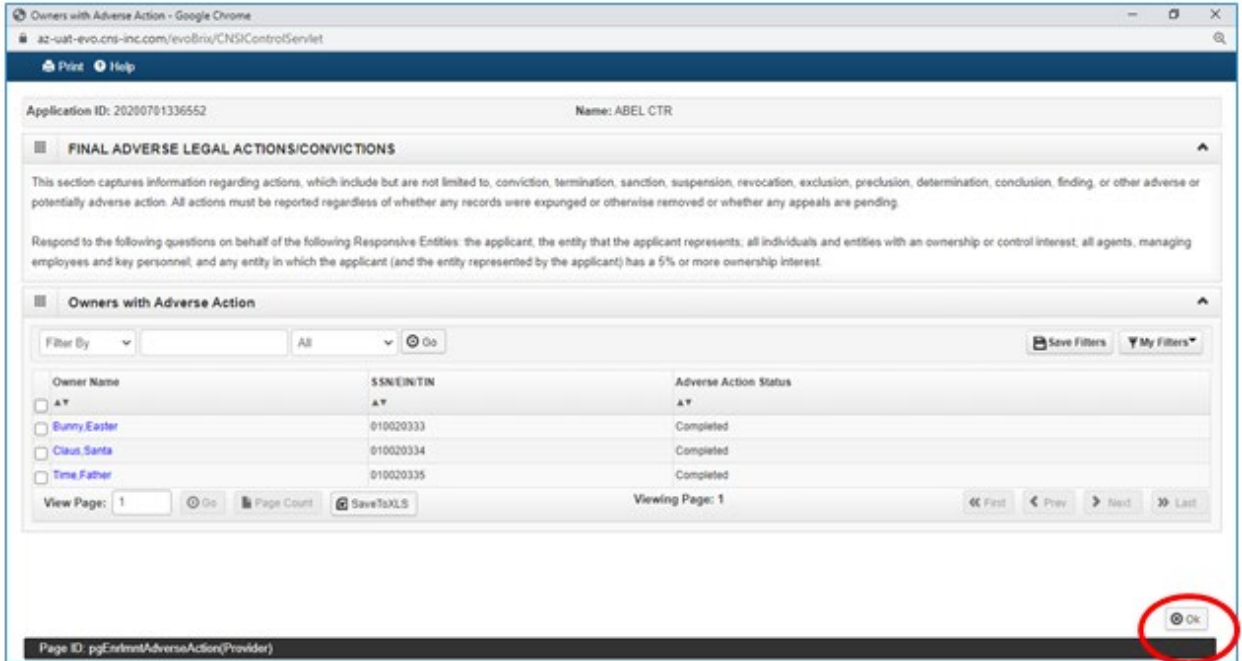 Owners with Adverse Action - Google Chrome
az-uat-evo.cns-inc.com/evoBrix/CNSIControlServlet
Print Help
Application ID: 20200701336552 Name: ABEL CTR
FINAL ADVERSE LEGAL ACTIONS/CONVICTIONS
This section captures information regarding actions, which include but are not limited to, conviction, termination, sanction, suspension, revocation, exclusion, preclusion, determination, conclusion, finding, or other adverse or
potentially adverse action. All actions must be reported regardless of whether any records were expunged or otherwise removed or whether any appeals are pending.
Respond to the following questions on behalf of the following Responsive Entities: the applicant, the entity that the applicant represents; all individuals and entities with an ownership or control interest; all agents, managing
employees and key personnel; and any entity in which the applicant (and the entity represented by the applicant) has a 5% or more ownership interest.
Owners with Adverse Action
Filter By All Go Save Filters My Filters
Owner Name SSN/EIN/TIN Adverse Action Status
Bunny,Easter 010020333 Completed
Claus,Santa 010020334 Completed
Time,Father 010020335 Completed
View Page: 1 Go Page Count SaveToXLS Viewing Page: 1 First Prev Next Last
Ok
Page ID: pgEnrlmntAdverseAction(Provider)